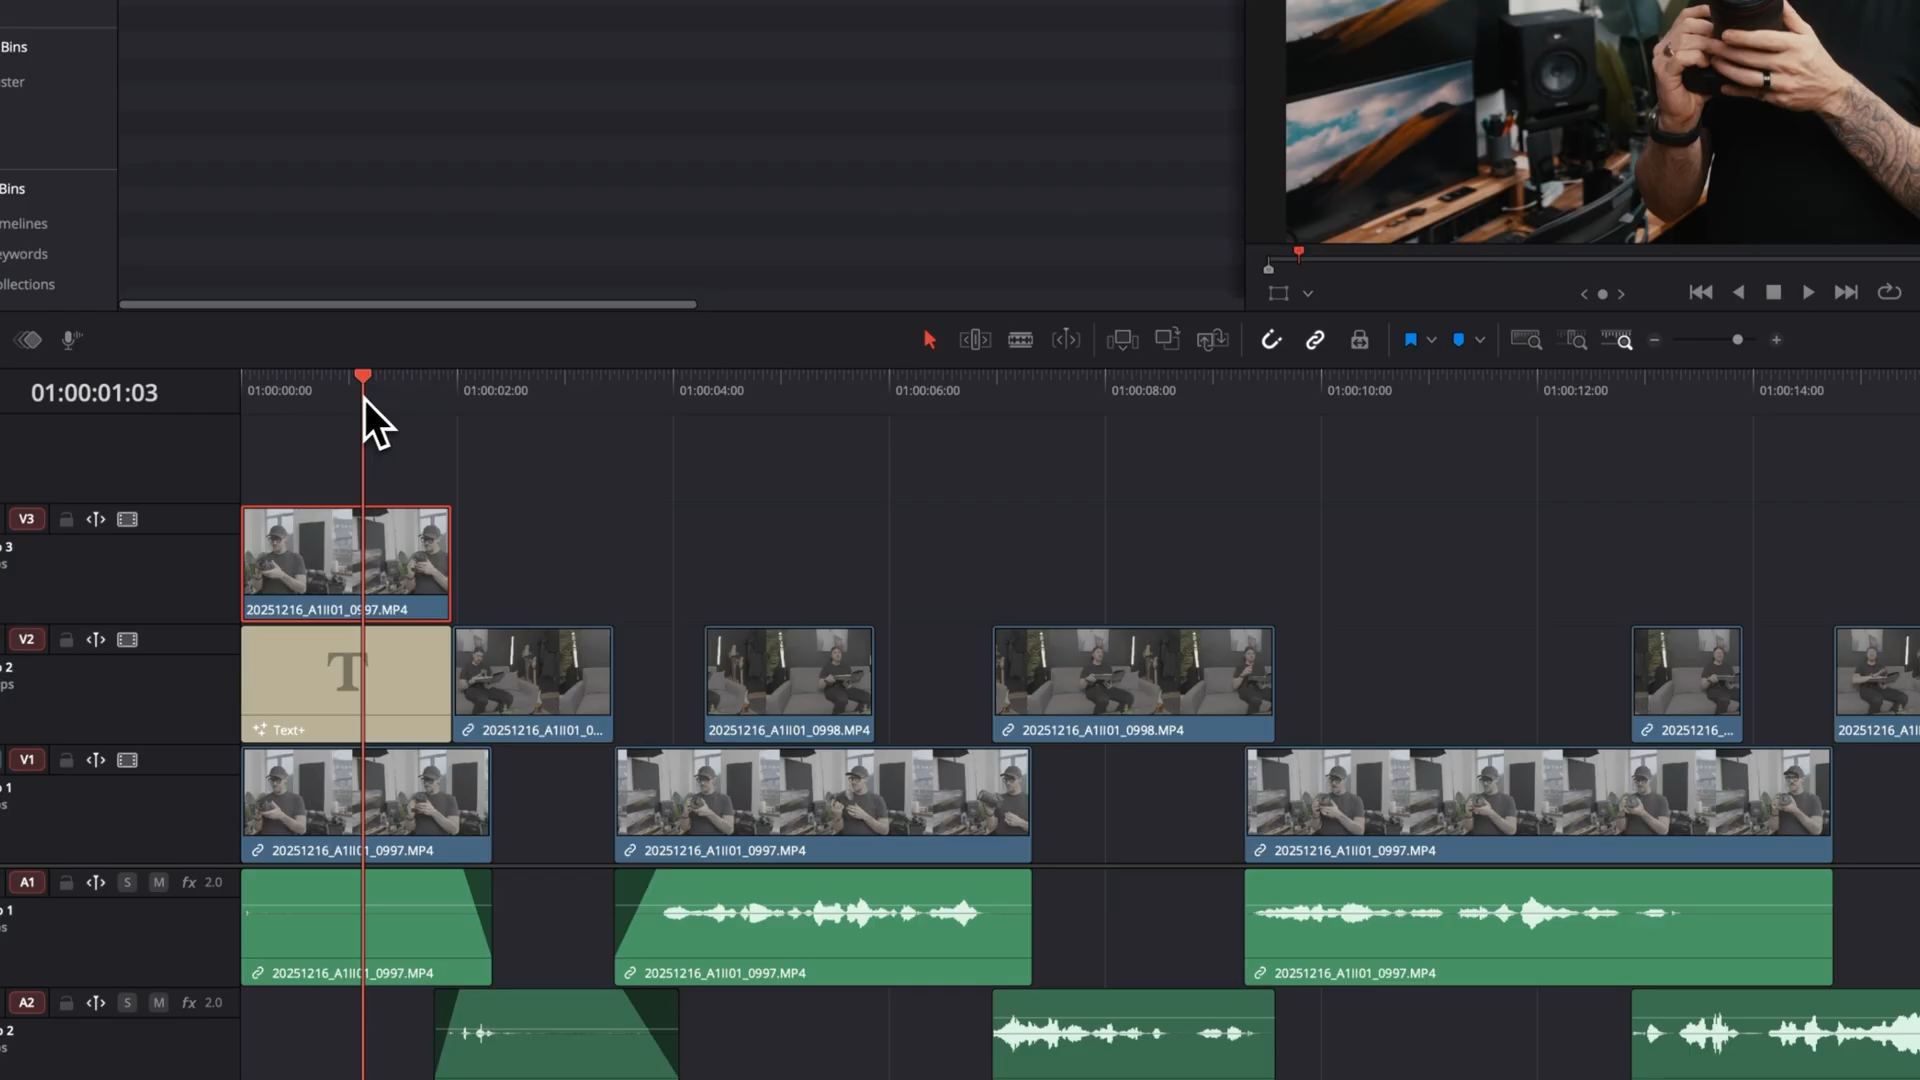 Bins
ster
Bins
melines
eywords
ollections
01:00:01:03
01:00:00:00
01:00:02:00
01:00:04:00
01:00:06:00
01:00:08:00
01:00:10:00
01:00:12:00
01:00:14:00
V3
o 3
os
20251216_A1II01_0997.MP4
V2
o 2
ps
T
Text+
20251216_A1II01_0...
20251216_A1II01_0998.MP4
20251216_A1II01_0998.MP4
20251216_...
20251216_A1II
V1
o 1
os
20251216_A1II01_0997.MP4
20251216_A1II01_0997.MP4
20251216_A1II01_0997.MP4
A1
S
M
fx
2.0
o 1
os
20251216_A1II01_0997.MP4
20251216_A1II01_0997.MP4
20251216_A1II01_0997.MP4
A2
S
M
fx
2.0
o 2
s